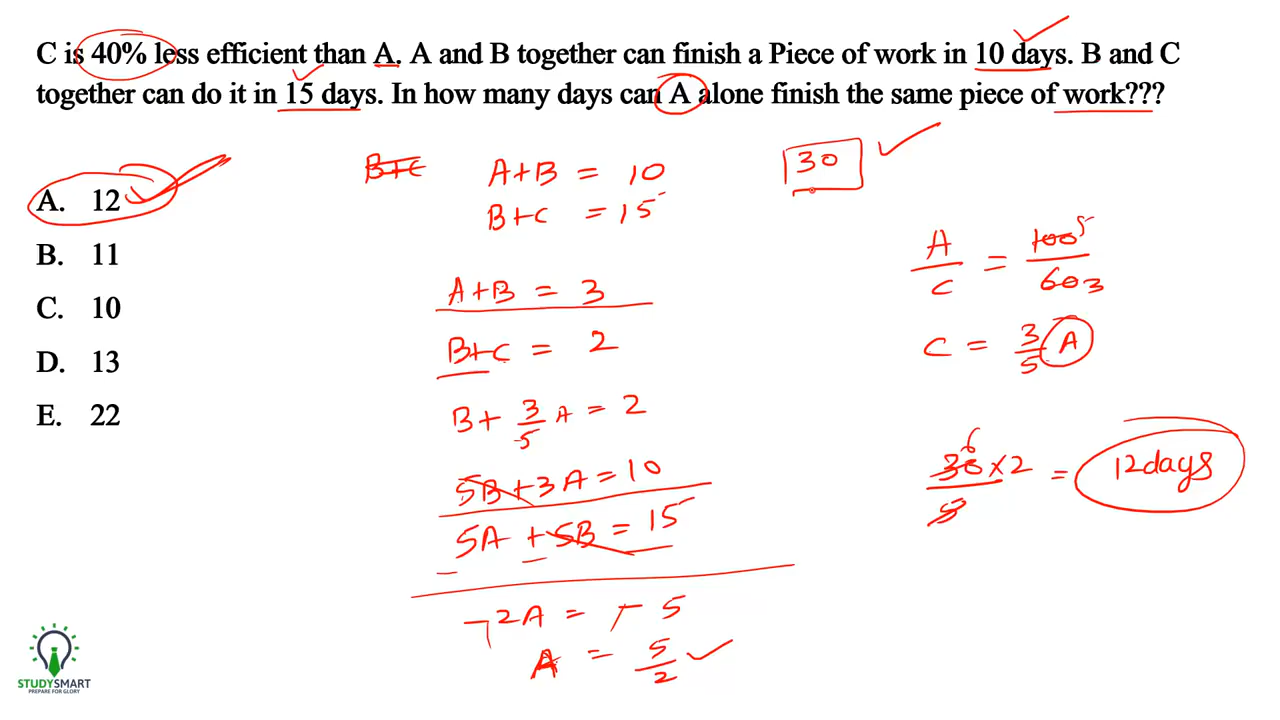 C is 40% less efficient than A. A and B together can finish a Piece of work in 10 days. B and C
together can do it in 15 days. In how many days can A alone finish the same piece of work???
A. 12
B. 11
C. 10
D. 13
E. 22
B+C
A+B = 10
B+C = 15
30
A+B = 3
B+C = 2
B + 3/5 A = 2
5B + 3A = 10
5A + 5B = 15
- - -
-2A = -5
A = 5/2
A/C = 100 5/60 3
C = 3/5 A
30 6 × 2/5 = 12days
STUDYSMART
PREPARE FOR GLORY